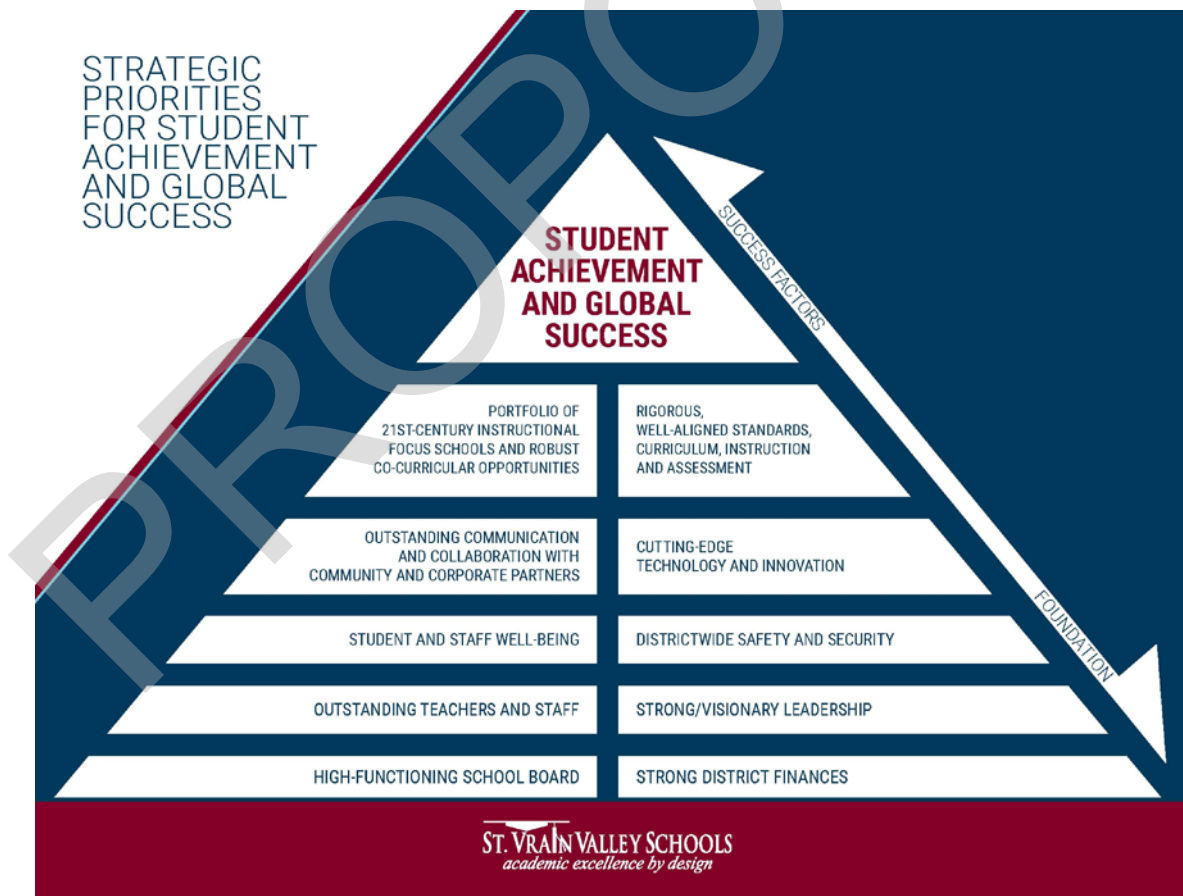 STRATEGIC
PRIORITIES
FOR STUDENT
ACHIEVEMENT
AND GLOBAL
SUCCESS
STUDENT
ACHIEVEMENT
AND GLOBAL
SUCCESS
SUCCESS FACTORS
FOUNDATION
PORTFOLIO OF
21ST-CENTURY INSTRUCTIONAL
FOCUS SCHOOLS AND ROBUST
CO-CURRICULAR OPPORTUNITIES
RIGOROUS,
WELL-ALIGNED STANDARDS,
CURRICULUM, INSTRUCTION
AND ASSESSMENT
OUTSTANDING COMMUNICATION
AND COLLABORATION WITH
COMMUNITY AND CORPORATE PARTNERS
CUTTING-EDGE
TECHNOLOGY AND INNOVATION
STUDENT AND STAFF WELL-BEING
DISTRICTWIDE SAFETY AND SECURITY
OUTSTANDING TEACHERS AND STAFF
STRONG/VISIONARY LEADERSHIP
HIGH-FUNCTIONING SCHOOL BOARD
STRONG DISTRICT FINANCES
ST. VRAIN VALLEY SCHOOLS
academic excellence by design